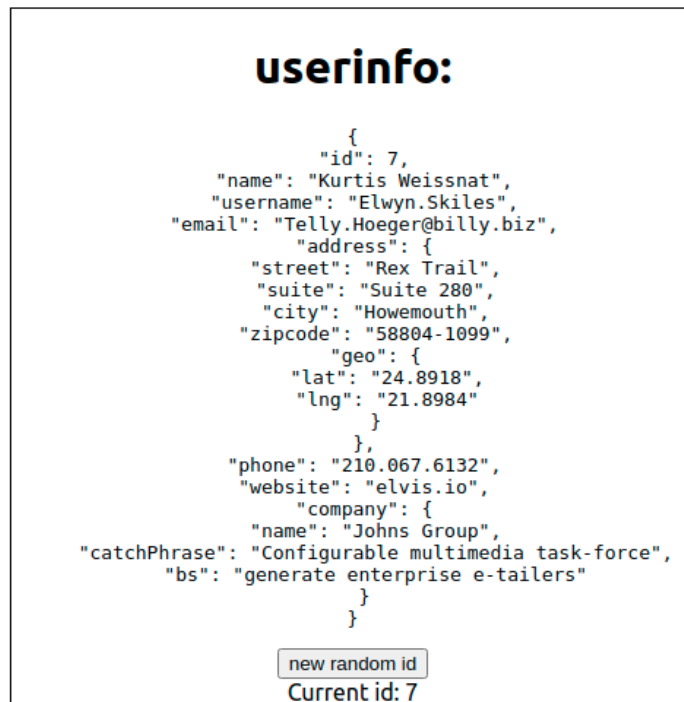 userinfo:
{
"id": 7,
"name": "Kurtis Weissnat",
"username": "Elwyn.Skiles",
"email": "Telly.Hoeger@billy.biz",
"address": {
"street": "Rex Trail",
"suite": "Suite 280",
"city": "Howemouth",
"zipcode": "58804-1099",
"geo": {
"lat": "24.8918",
"lng": "21.8984"
}
},
"phone": "210.067.6132",
"website": "elvis.io",
"company": {
"name": "Johns Group",
"catchPhrase": "Configurable multimedia task-force",
"bs": "generate enterprise e-tailers"
}
}
new random id
Current id: 7